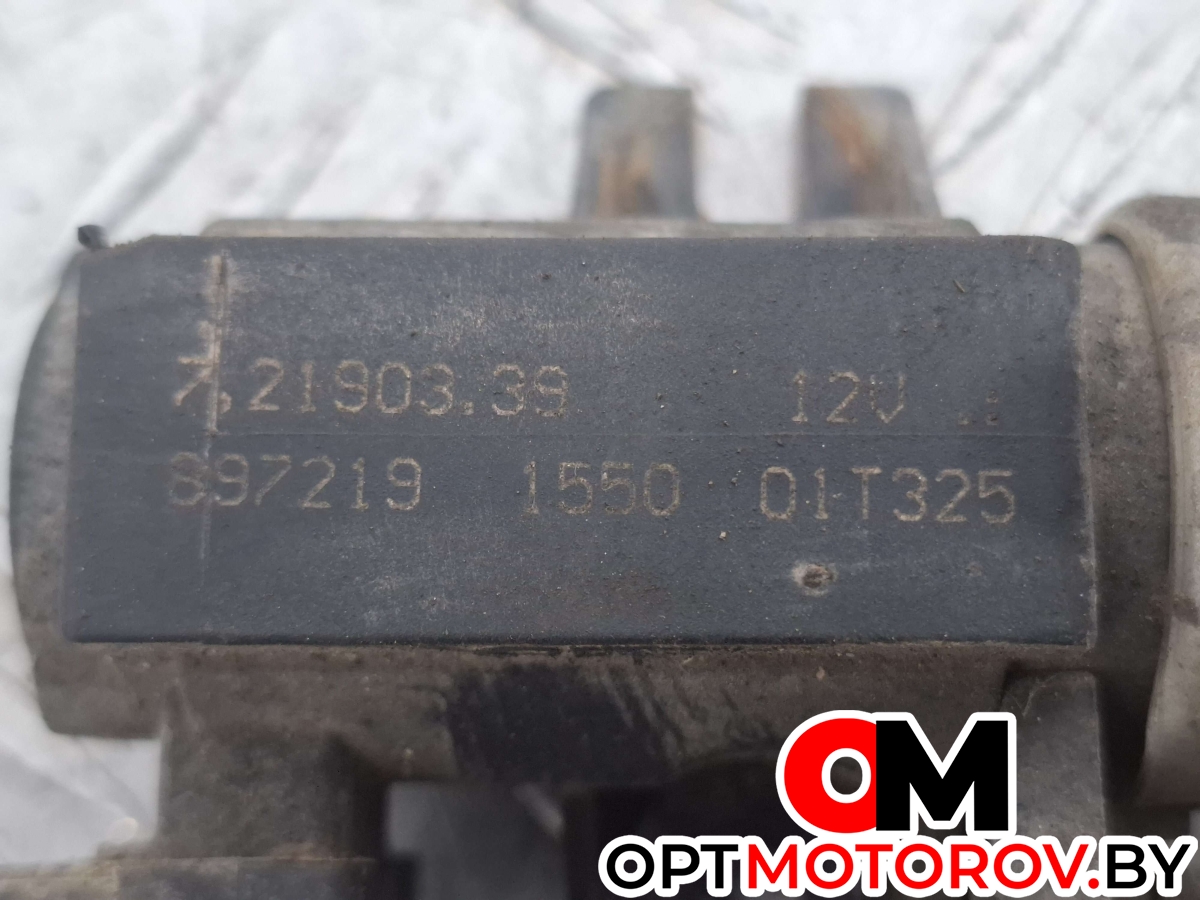 7.21903.39 12V
897219 1550 01T325
OM
OPTMOTOROV.BY